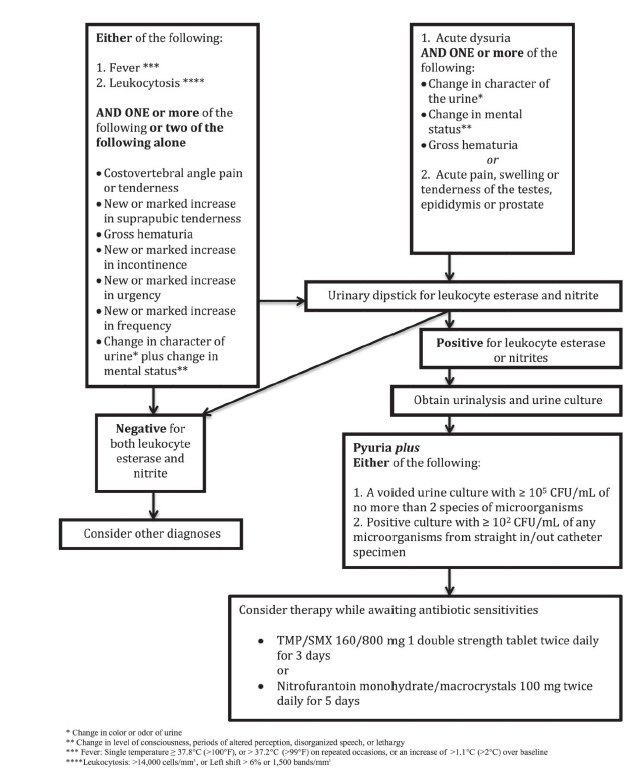 Either of the following:
1. Fever ***
2. Leukocytosis ****
AND ONE or more of the
following or two of the
following alone
• Costovertebral angle pain
or tenderness
• New or marked increase
in suprapubic tenderness
• Gross hematuria
• New or marked increase
in incontinence
• New or marked increase
in urgency
• New or marked increase
in frequency
• Change in character of
urine* plus change in
mental status**
1. Acute dysuria
AND ONE or more of the
following:
• Change in character of
the urine*
• Change in mental
status**
• Gross hematuria
or
2. Acute pain, swelling or
tenderness of the testes,
epididymis or prostate
Urinary dipstick for leukocyte esterase and nitrite
Positive for leukocyte esterase
or nitrites
Obtain urinalysis and urine culture
Negative for
both leukocyte
esterase and
nitrite
Consider other diagnoses
Pyuria plus
Either of the following:
1. A voided urine culture with ≥ 10⁵ CFU/mL of
no more than 2 species of microorganisms
2. Positive culture with ≥ 10² CFU/mL of any
microorganisms from straight in/out catheter
specimen
Consider therapy while awaiting antibiotic sensitivities
• TMP/SMX 160/800 mg 1 double strength tablet twice daily
for 3 days
or
• Nitrofurantoin monohydrate/macrocrystals 100 mg twice
daily for 5 days
* Change in color or odor of urine
** Change in level of consciousness, periods of altered perception, disorganized speech, or lethargy
*** Fever: Single temperature ≥ 37.8°C (>100°F), or > 37.2°C (>99°F) on repeated occasions, or an increase of >1.1°C (>2°C) over baseline
****Leukocytosis: >14,000 cells/mm³, or Left shift > 6% or 1,500 bands/mm³